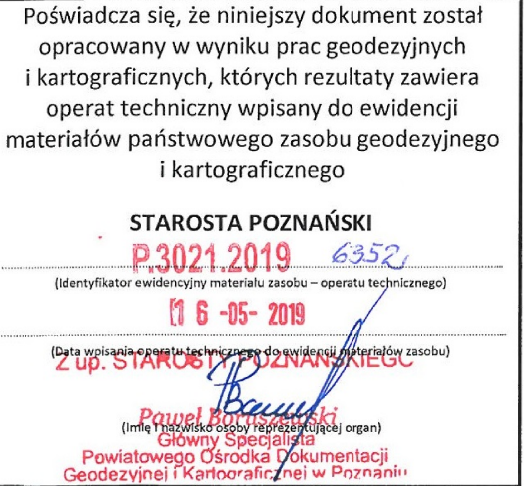 Poświadcza się, że niniejszy dokument został
opracowany w wyniku prac geodezyjnych
i kartograficznych, których rezultaty zawiera
operat techniczny wpisany do ewidencji
materiałów państwowego zasobu geodezyjnego
i kartograficznego
STAROSTA POZNAŃSKI
P.3021.2019 6352
(Identyfikator ewidencyjny materiału zasobu – operatu technicznego)
16 -05- 2019
(Data wpisania operatu technicznego do ewidencji materiałów zasobu)
Z up. STAROSTY POZNAŃSKIEGO
Paweł
(Imię i nazwisko osoby reprezentującej organ)
Główny Specjalista
Powiatowego Ośrodka Dokumentacji
Geodezyjnej i Kartograficznej w Poznaniu